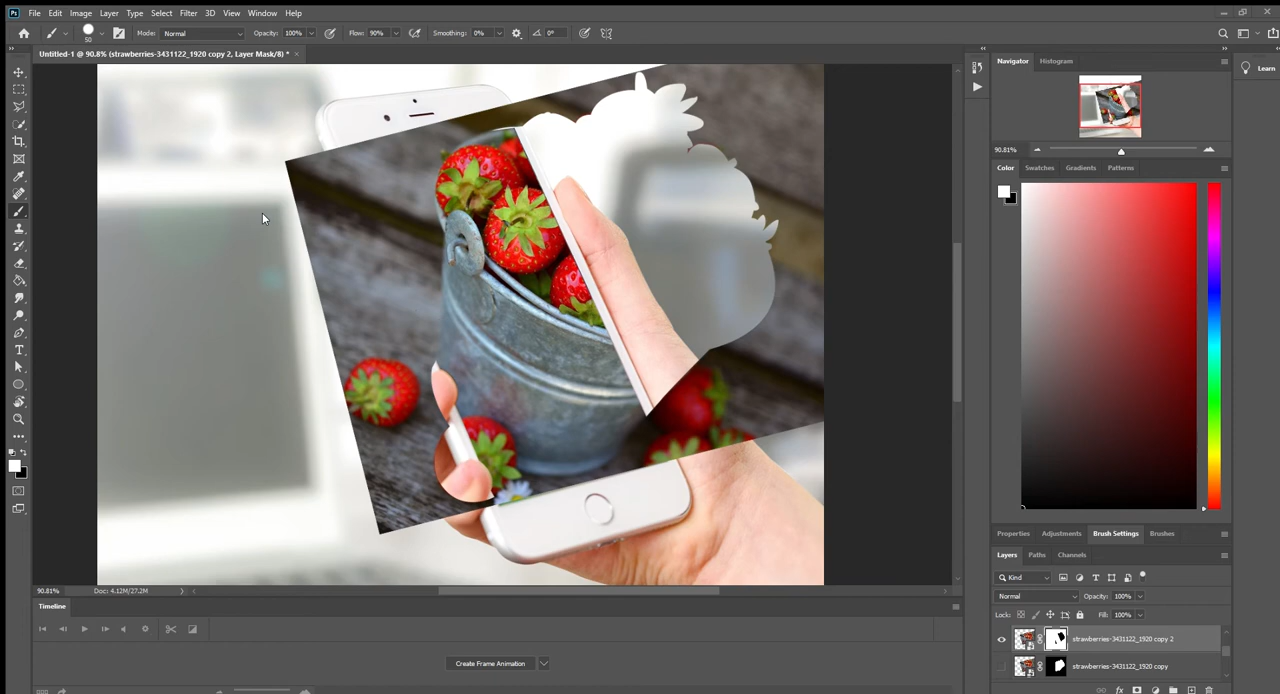 Ps File Edit Image Layer Type Select Filter 3D View Window Help
50 Mode: Normal Opacity: 100% Flow: 90% Smoothing: 0% 0°
Untitled-1 @ 90.8% (strawberries-3431122_1920 copy 2, Layer Mask/8) * ×
Navigator Histogram
Learn
90.81%
Color Swatches Gradients Patterns
Properties Adjustments Brush Settings Brushes
Layers Paths Channels
Kind
Normal Opacity: 100%
Lock: Fill: 100%
strawberries-3431122_1920 copy 2
strawberries-3431122_1920 copy
fx
90.81% Doc: 4.12M/27.2M
Timeline
Create Frame Animation